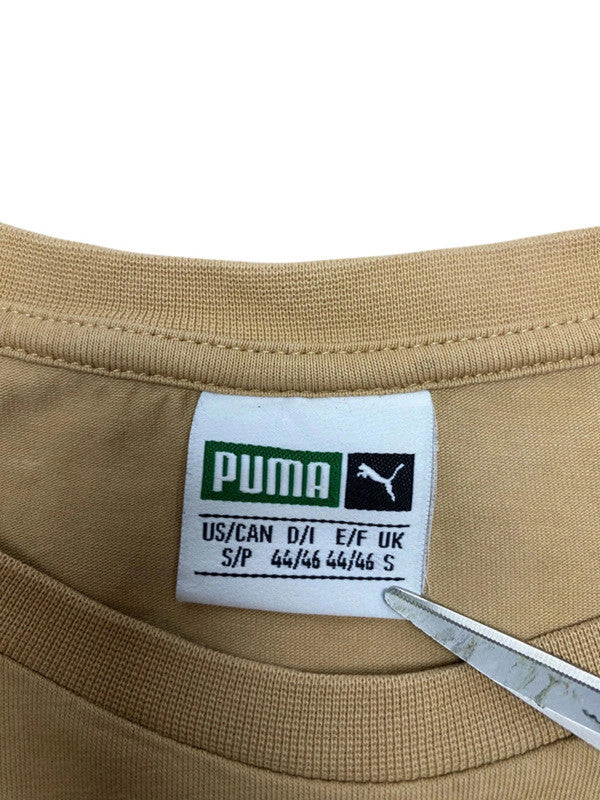 PUMA
US/CAN D/I E/F UK
S/P 44/46 44/46 S